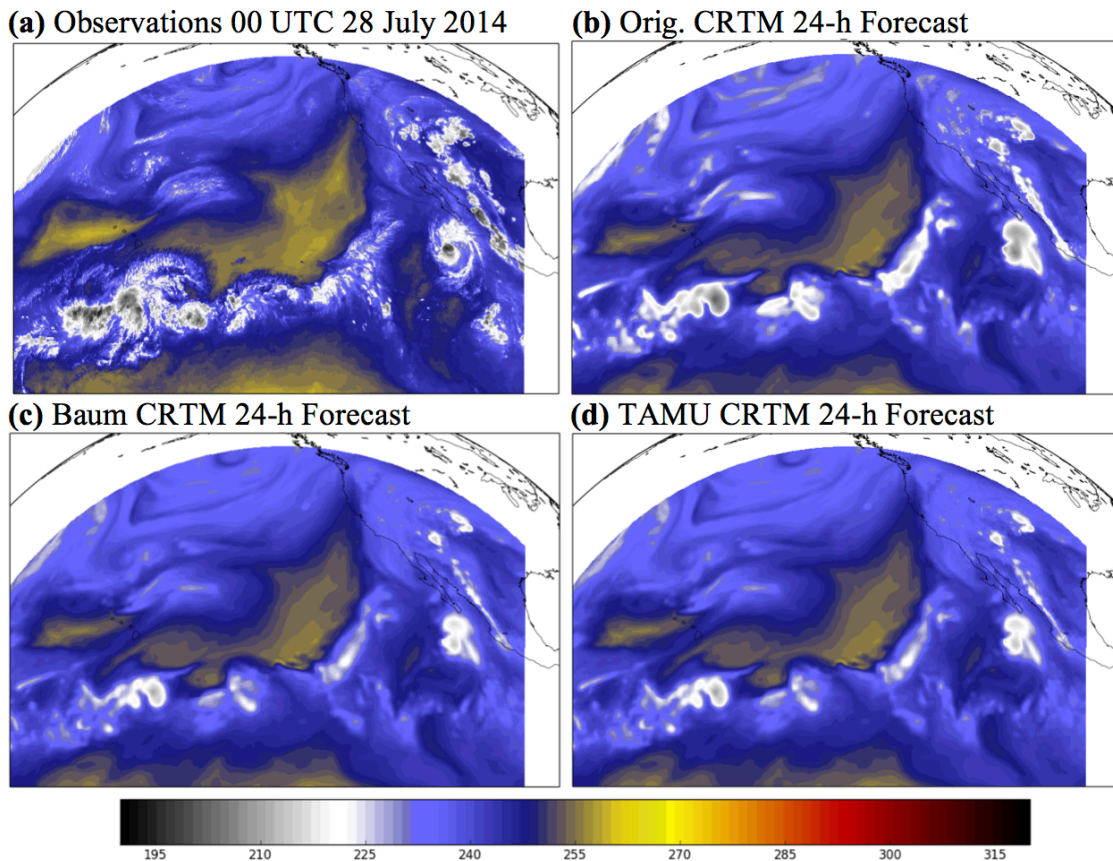 (a) Observations 00 UTC 28 July 2014
(b) Orig. CRTM 24-h Forecast
(c) Baum CRTM 24-h Forecast
(d) TAMU CRTM 24-h Forecast
195 210 225 240 255 270 285 300 315